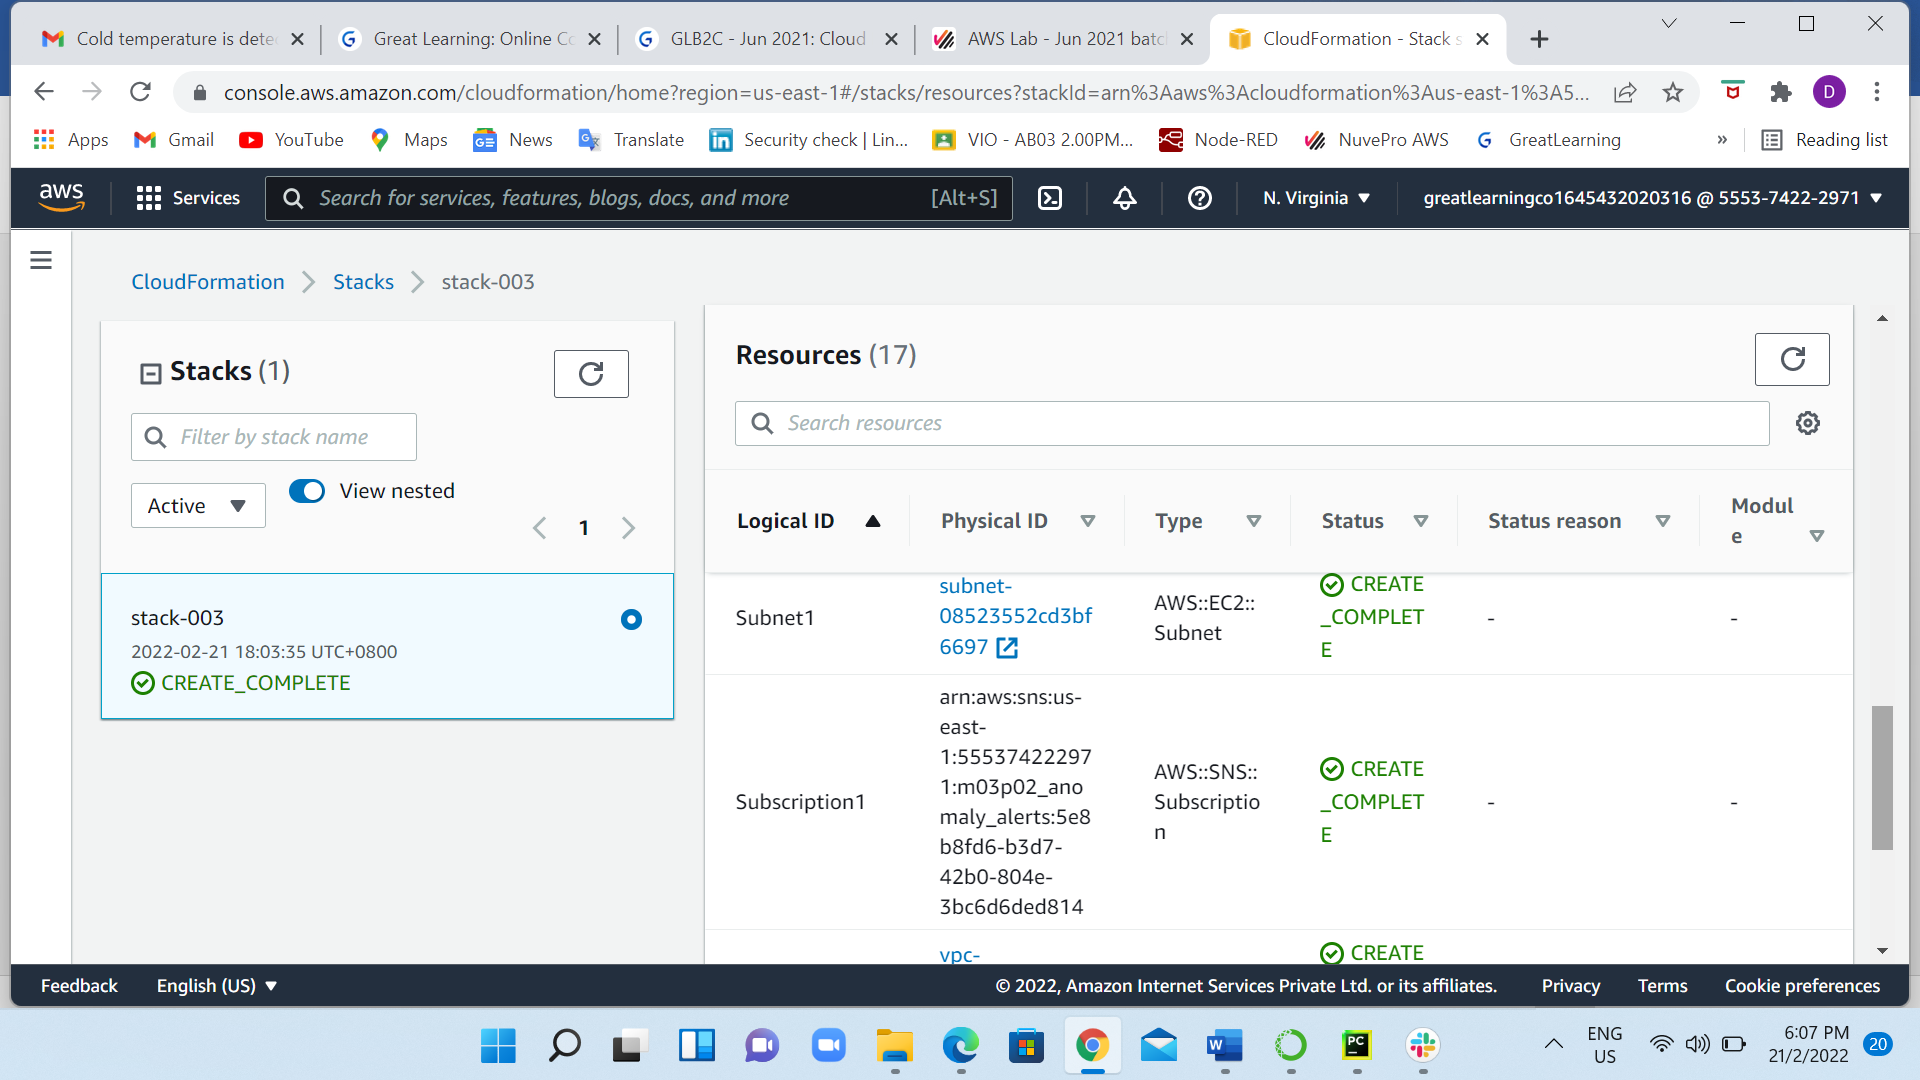 Cold temperature is dete
Great Learning: Online Co
GLB2C - Jun 2021: Cloud
AWS Lab - Jun 2021 batch
CloudFormation - Stack s
console.aws.amazon.com/cloudformation/home?region=us-east-1#/stacks/resources?stackId=arn%3Aaws%3Acloudformation%3Aus-east-1%3A5...
D
Apps
Gmail
YouTube
Maps
News
Translate
Security check | Lin...
VIO - AB03 2.00PM...
Node-RED
NuvePro AWS
GreatLearning
»
Reading list
aws
Services
Search for services, features, blogs, docs, and more
[Alt+S]
N. Virginia
greatlearningco1645432020316 @ 5553-7422-2971
CloudFormation
Stacks
stack-003
Stacks (1)
Filter by stack name
Active
View nested
1
stack-003
2022-02-21 18:03:35 UTC+0800
CREATE_COMPLETE
Resources (17)
Search resources
Logical ID
Physical ID
Type
Status
Status reason
Modul
e
Subnet1
subnet-
08523552cd3bf
6697
AWS::EC2::
Subnet
CREATE
_COMPLET
E
-
-
Subscription1
arn:aws:sns:us-
east-
1:55537422297
1:m03p02_ano
maly_alerts:5e8
b8fd6-b3d7-
42b0-804e-
3bc6d6ded814
AWS::SNS::
Subscriptio
n
CREATE
_COMPLET
E
-
-
vpc-
CREATE
Feedback
English (US)
© 2022, Amazon Internet Services Private Ltd. or its affiliates.
Privacy
Terms
Cookie preferences
ENG
US
6:07 PM
21/2/2022
20